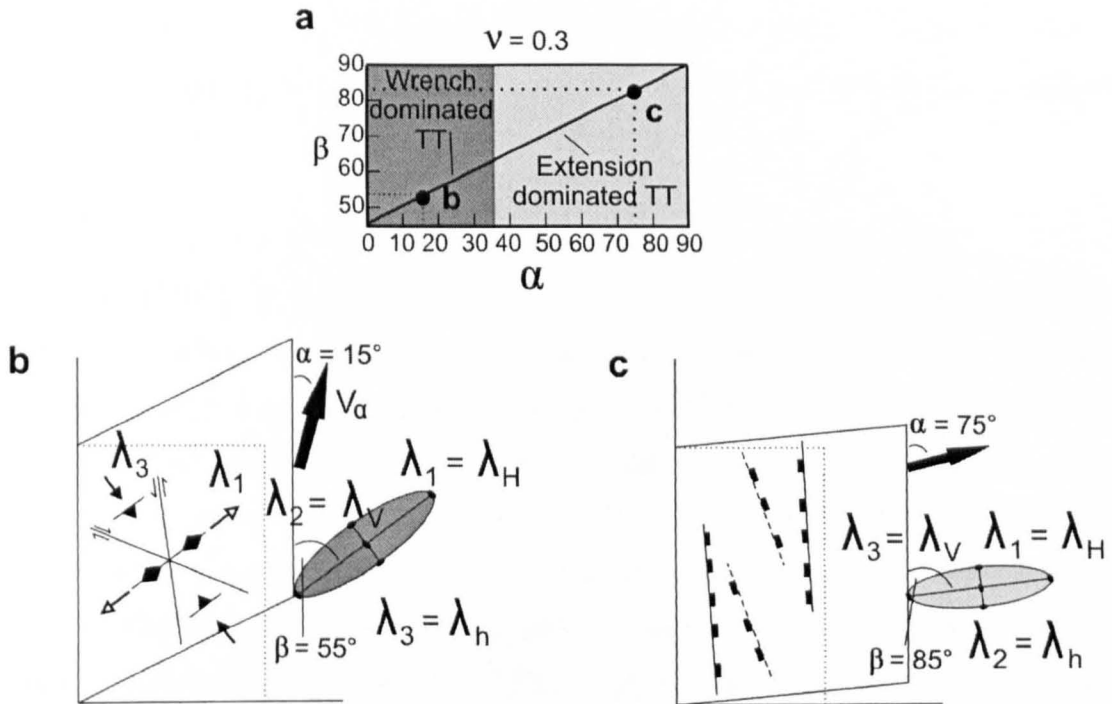 a
ν = 0.3
90
80
70
60
50
β
Wrench
dominated
TT
b
c
Extension
dominated TT
0 10 20 30 40 50 60 70 80 90
α
b
α = 15°
Vα
λ3
λ1
λ1 = λH
λ2 = λV
λ3 = λh
β = 55°
c
α = 75°
λ3 = λV
λ1 = λH
λ2 = λh
β = 85°